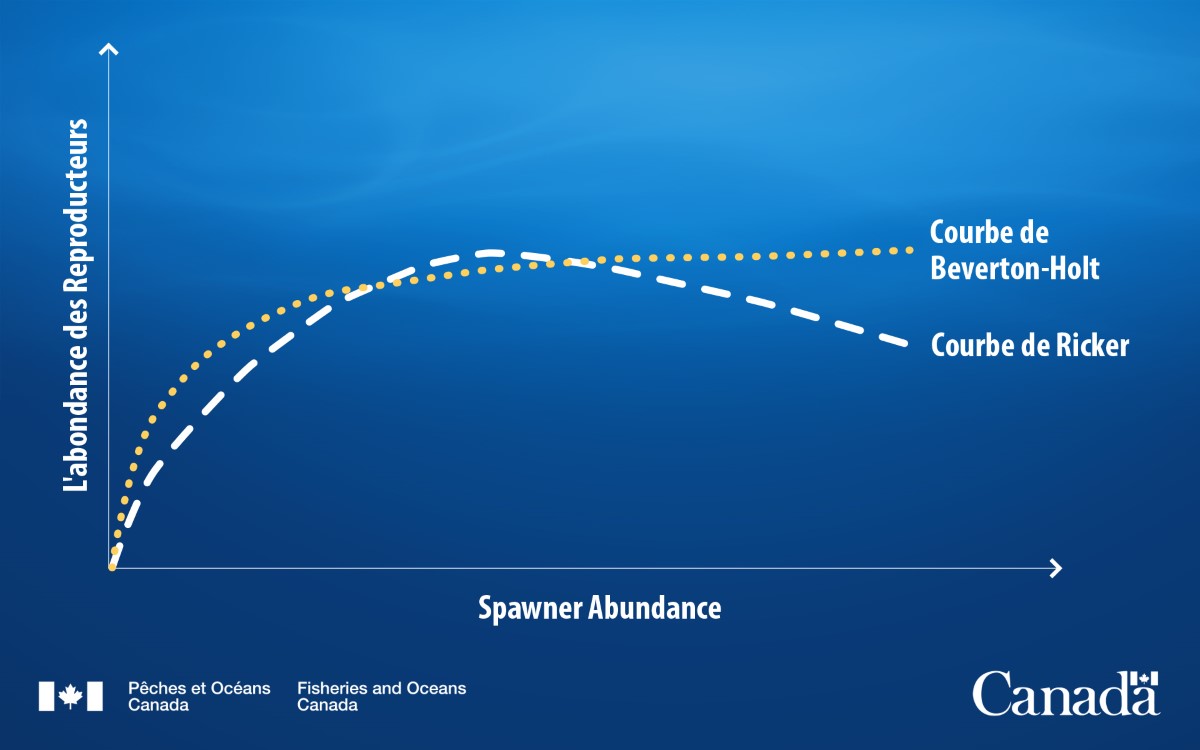 L'abondance des Reproducteurs
Courbe de
Beverton-Holt
Courbe de Ricker
Spawner Abundance
Pêches et Océans
Canada
Fisheries and Oceans
Canada
Canada